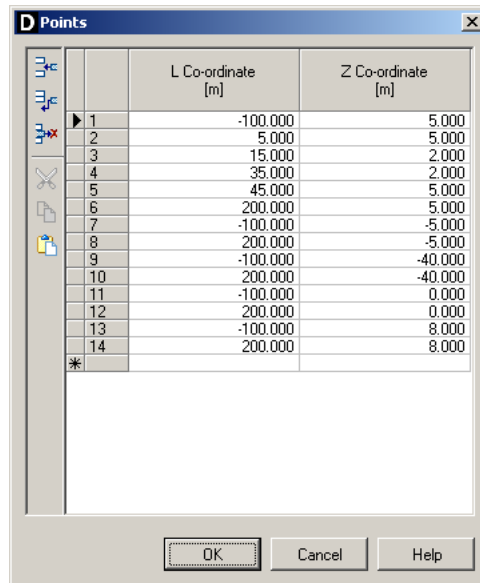 D Points
L Co-ordinate [m] Z Co-ordinate [m]
1 -100.000 5.000
2 5.000 5.000
3 15.000 2.000
4 35.000 2.000
5 45.000 5.000
6 200.000 5.000
7 -100.000 -5.000
8 200.000 -5.000
9 -100.000 -40.000
10 200.000 -40.000
11 -100.000 0.000
12 200.000 0.000
13 -100.000 8.000
14 200.000 8.000
OK Cancel Help